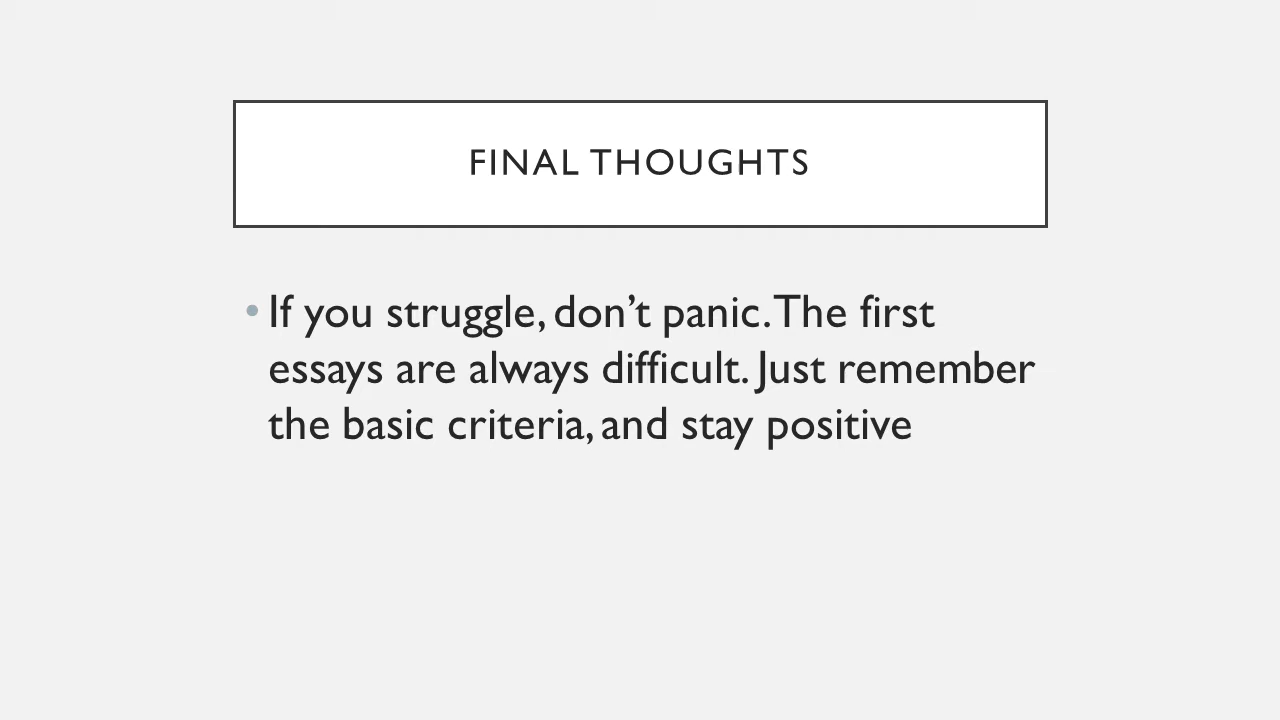 FINAL THOUGHTS
• If you struggle, don’t panic. The first
essays are always difficult. Just remember
the basic criteria, and stay positive